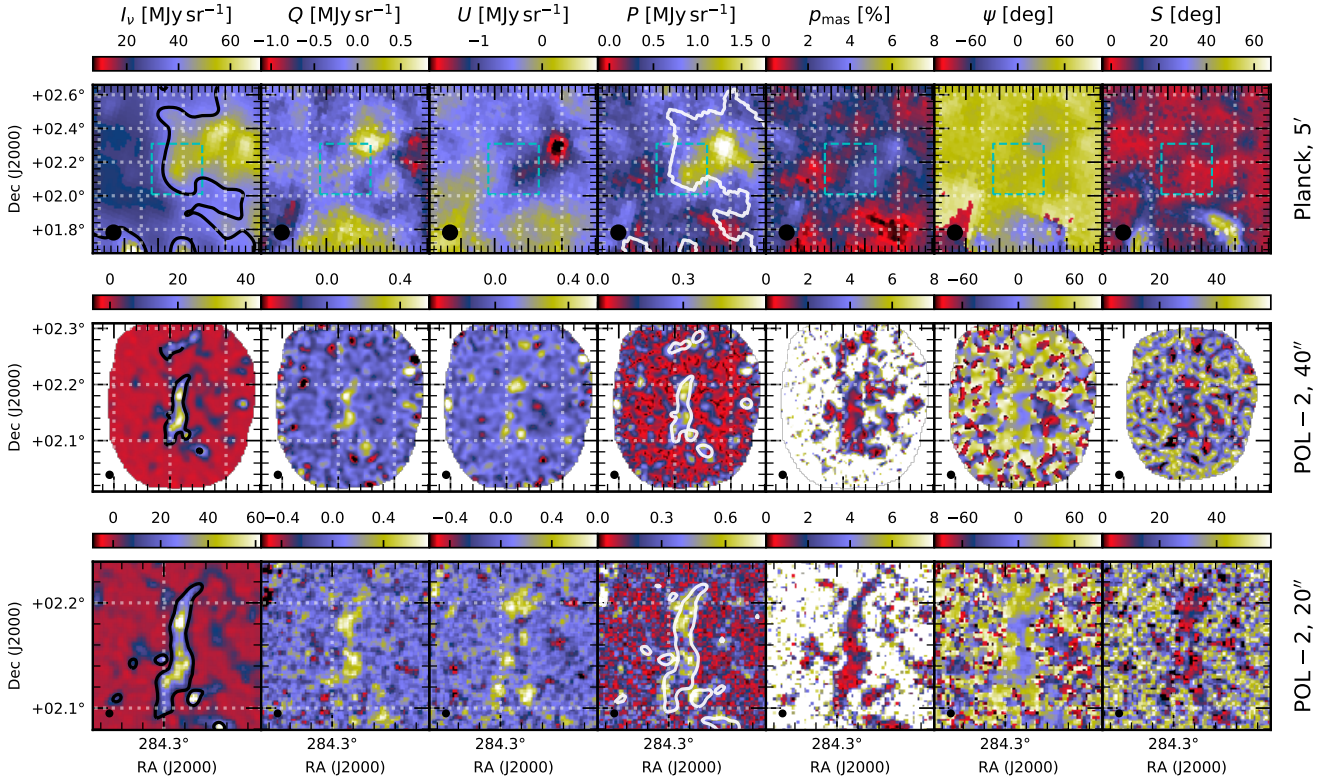 I_ν [MJy sr⁻¹] Q [MJy sr⁻¹] U [MJy sr⁻¹] P [MJy sr⁻¹] p_mas [%] ψ [deg] S [deg]
20 40 60 −1.0 −0.5 0.0 0.5 −1 0 0.0 0.5 1.0 1.5 0 2 4 6 8 −60 0 60 0 20 40 60
+02.6°
+02.4°
+02.2°
+02.0°
+01.8°
Dec (J2000)
Planck, 5′
0 20 40 0.0 0.4 0.0 0.4 0.3 0 2 4 6 8 −60 0 60 0 20 40
+02.3°
+02.2°
+02.1°
Dec (J2000)
POL − 2, 40″
0 20 40 60 −0.4 0.0 0.4 −0.4 0.0 0.4 0.0 0.3 0.6 0 2 4 6 8 −60 0 60 0 20 40
+02.2°
+02.1°
Dec (J2000)
POL − 2, 20″
284.3° 284.3° 284.3° 284.3° 284.3° 284.3° 284.3°
RA (J2000) RA (J2000) RA (J2000) RA (J2000) RA (J2000) RA (J2000) RA (J2000)